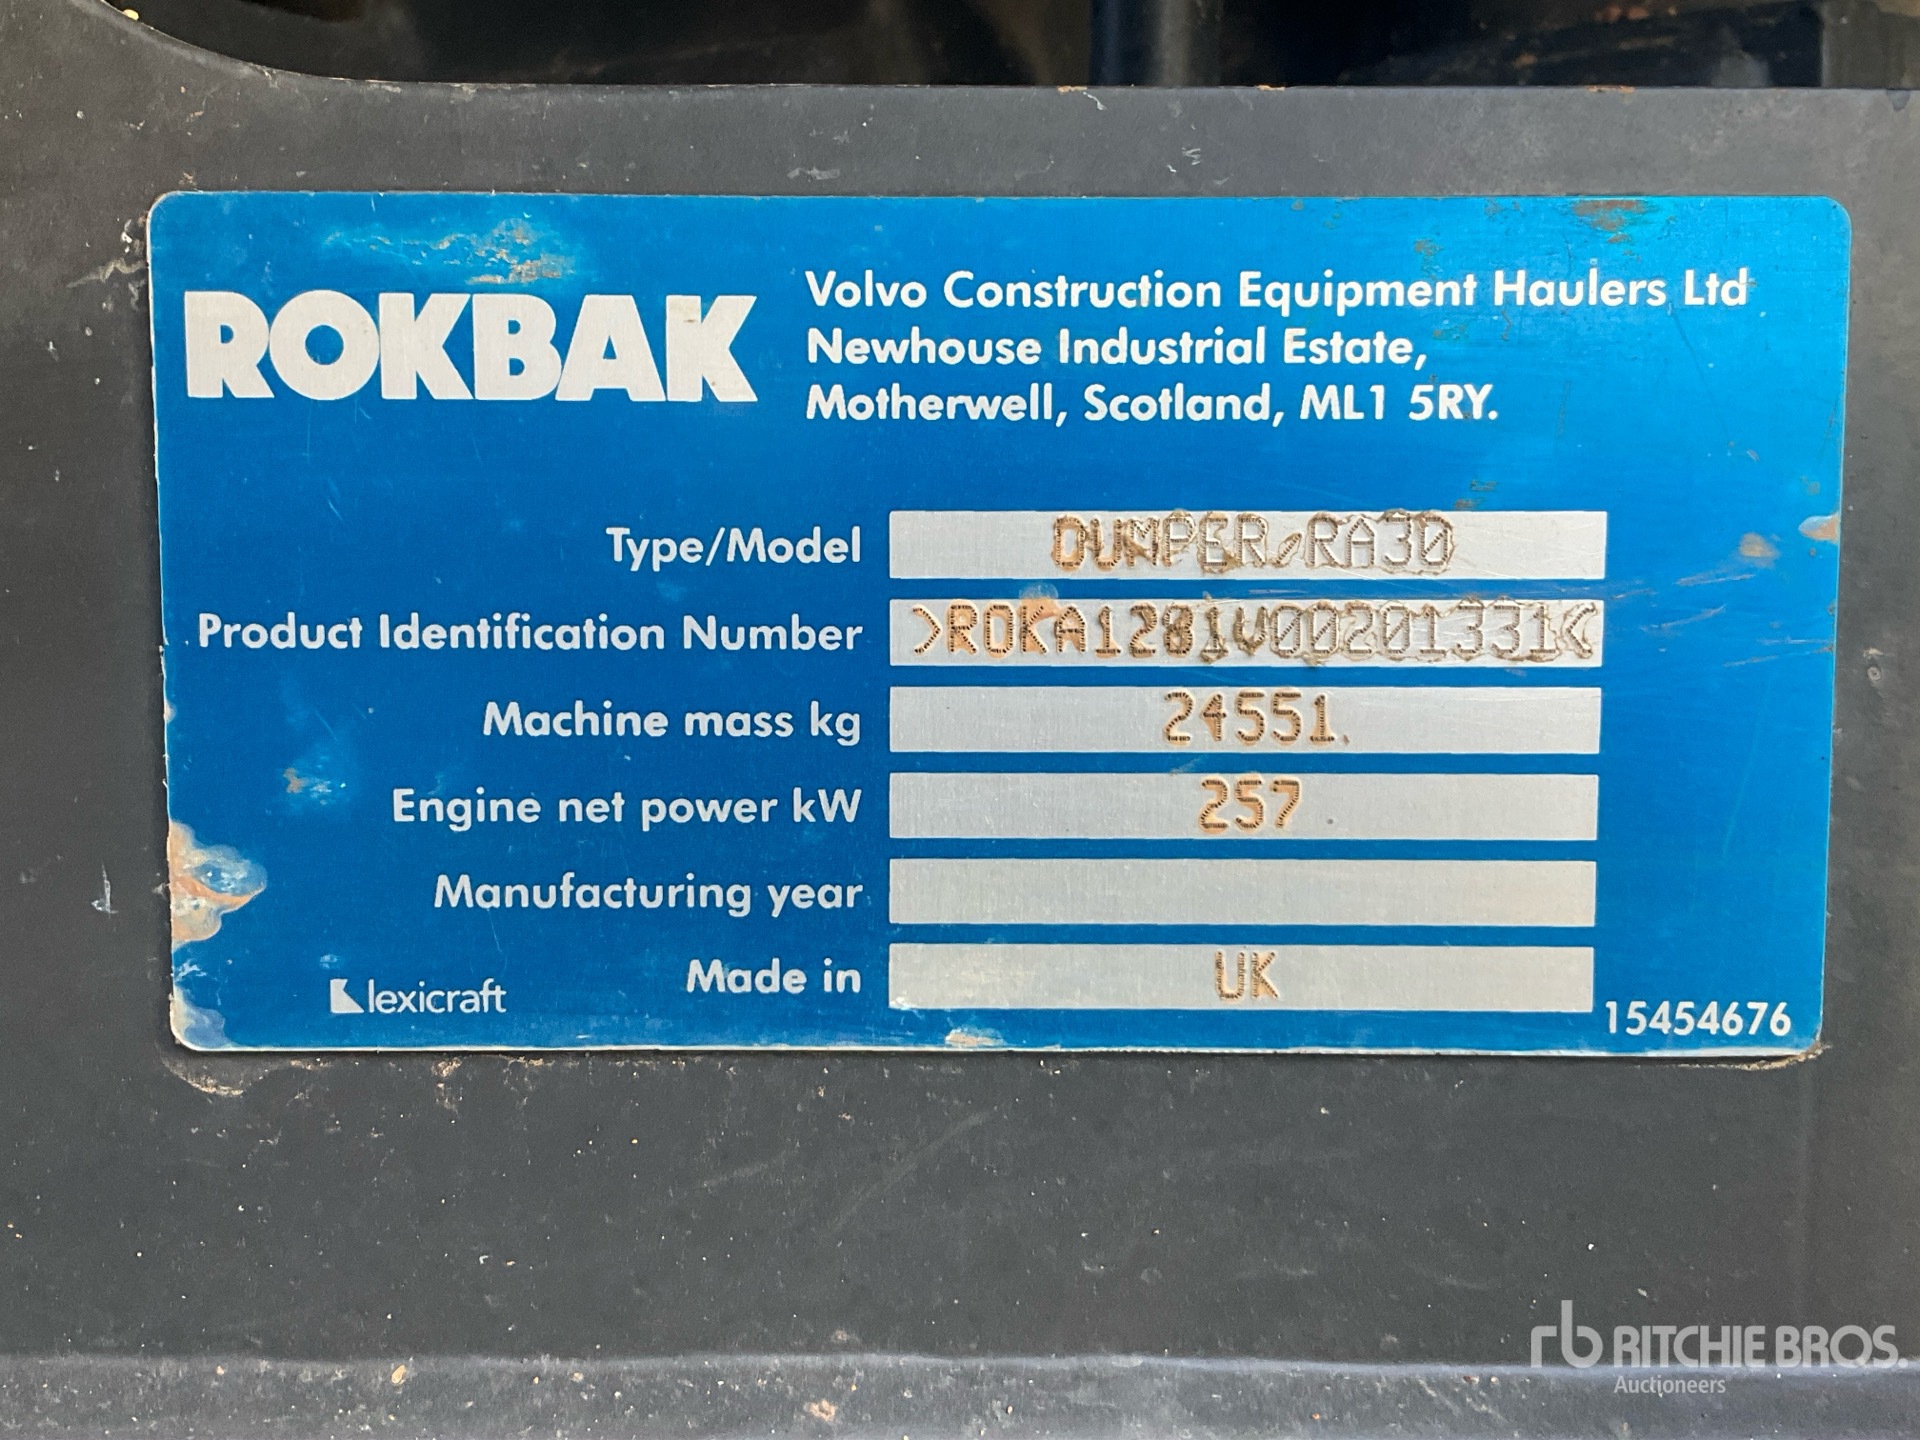 ROKBAK
Volvo Construction Equipment Haulers Ltd
Newhouse Industrial Estate,
Motherwell, Scotland, ML1 5RY.
Type/Model DUMPER/RA30
Product Identification Number >ROKA1281V00201331<
Machine mass kg 24551
Engine net power kW 257
Manufacturing year
Made in UK
lexicraft
15454676
rb RITCHIE BROS.
Auctioneers